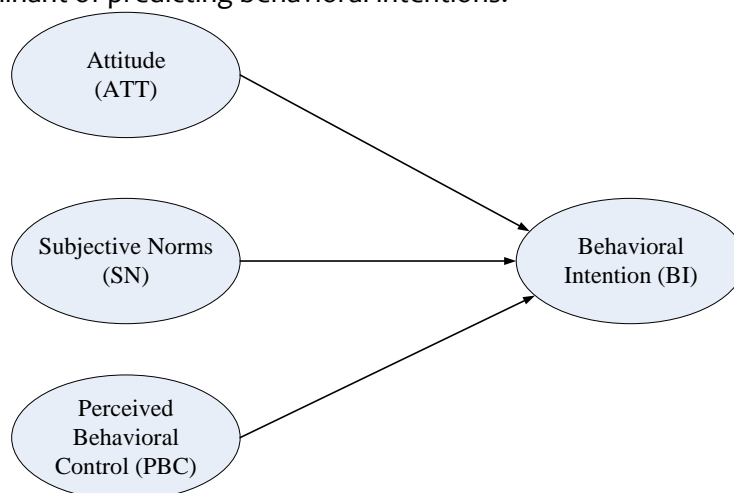 of predicting behavioral intentions.
Attitude
(ATT)
Subjective Norms
(SN)
Behavioral
Intention (BI)
Perceived
Behavioral
Control (PBC)